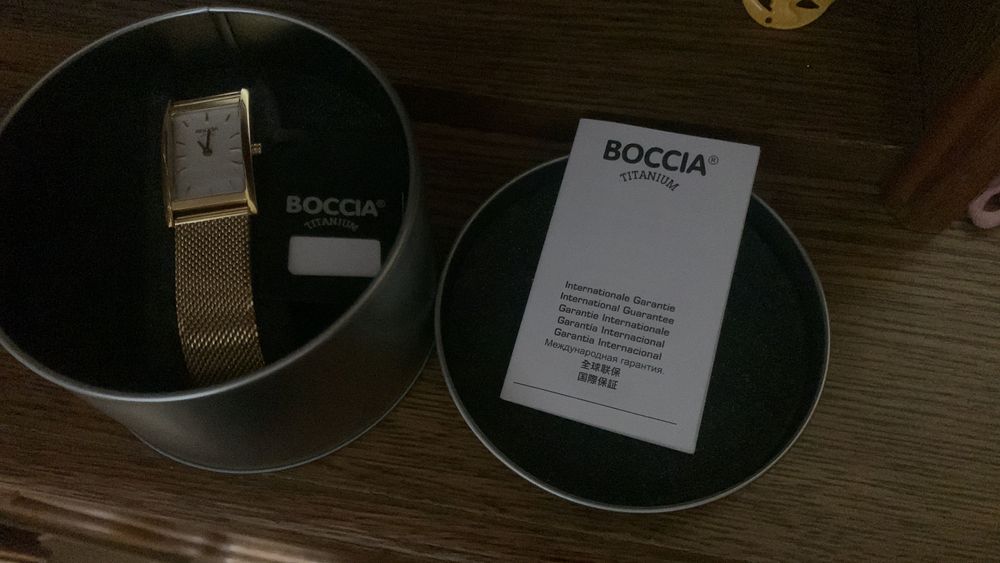 BOCCIA®
TITANIUM
BOCCIA®
TITANIUM
Internationale Garantie
International Guarantee
Garantie Internationale
Garantía Internacional
Garantia Internacional
Международная гарантия.
全球联保
国際保証